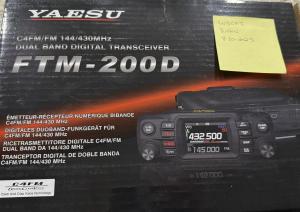 YAESU
C4FM/FM 144/430MHz
DUAL BAND DIGITAL TRANSCEIVER
FTM-200D
ÉMETTEUR-RÉCEPTEUR NUMÉRIQUE BIBANDE
C4FM/FM 144/430 MHz
DIGITALES DUOBAND-FUNKGERÄT FÜR
C4FM/FM 144/430 MHz
RICETRASMETTITORE DIGITALE C4FM/FM
DUAL BAND DA 144/430 MHz
TRANCEPTOR DIGITAL DE DOBLE BANDA
C4FM/FM 144/430 MHz
432.500
145.000
C4FM